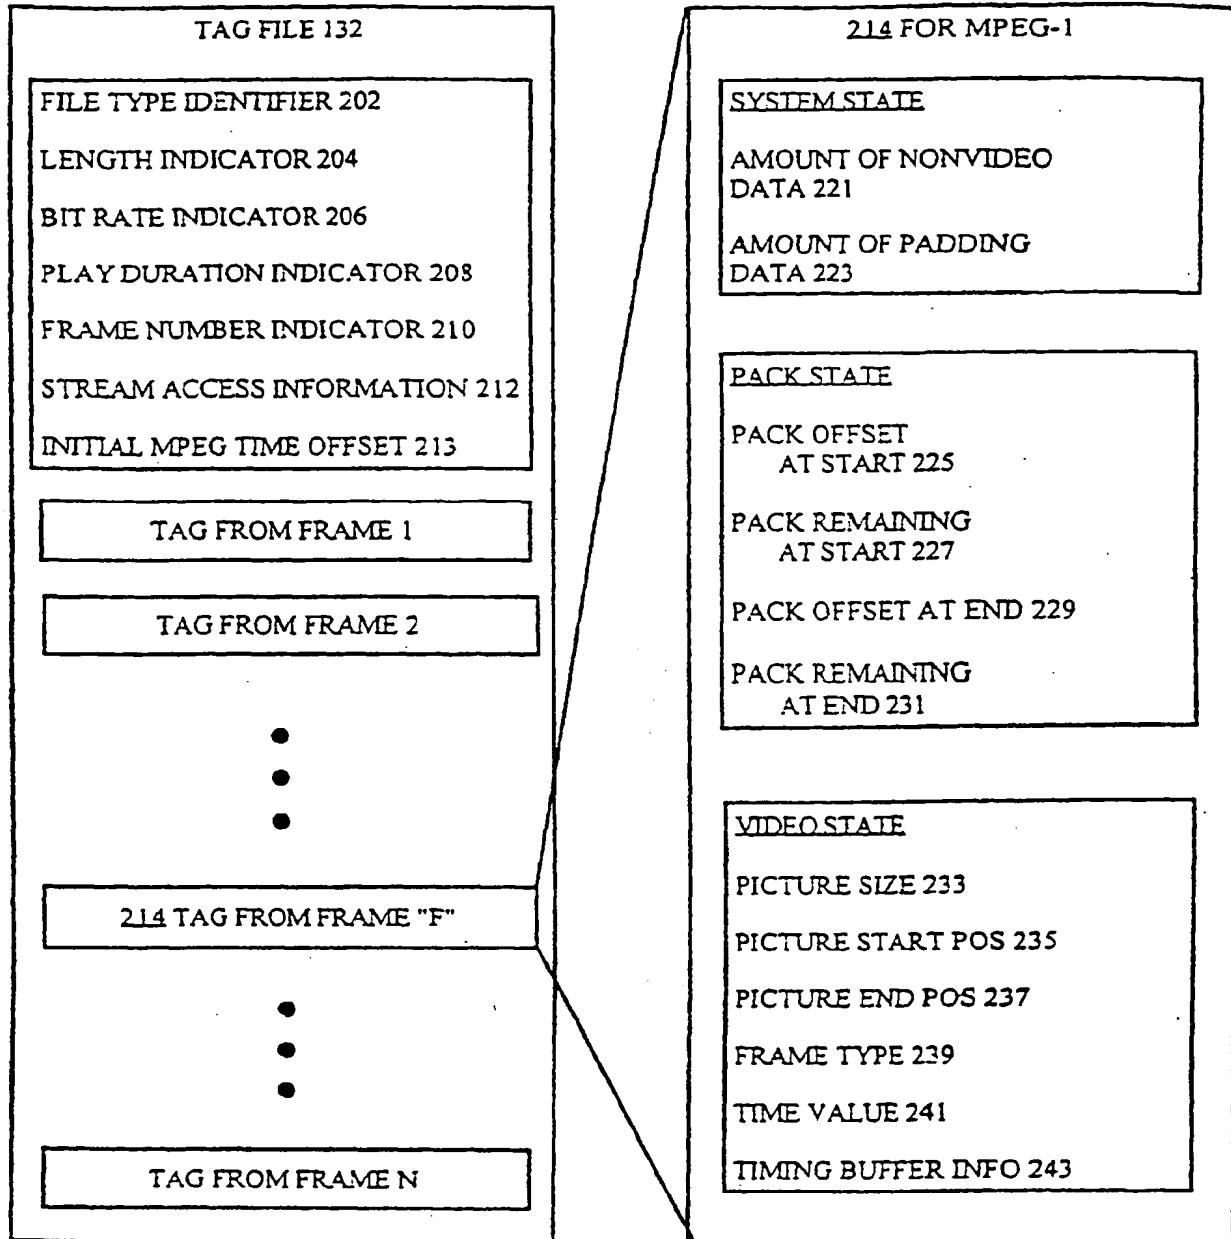 TAG FILE 132
FILE TYPE IDENTIFIER 202
LENGTH INDICATOR 204
BIT RATE INDICATOR 206
PLAY DURATION INDICATOR 208
FRAME NUMBER INDICATOR 210
STREAM ACCESS INFORMATION 212
INITIAL MPEG TIME OFFSET 213
TAG FROM FRAME 1
TAG FROM FRAME 2
214 TAG FROM FRAME "F"
TAG FROM FRAME N
214 FOR MPEG-1
SYSTEM STATE
AMOUNT OF NONVIDEO
DATA 221
AMOUNT OF PADDING
DATA 223
PACK STATE
PACK OFFSET
AT START 225
PACK REMAINING
AT START 227
PACK OFFSET AT END 229
PACK REMAINING
AT END 231
VIDEO STATE
PICTURE SIZE 233
PICTURE START POS 235
PICTURE END POS 237
FRAME TYPE 239
TIME VALUE 241
TIMING BUFFER INFO 243